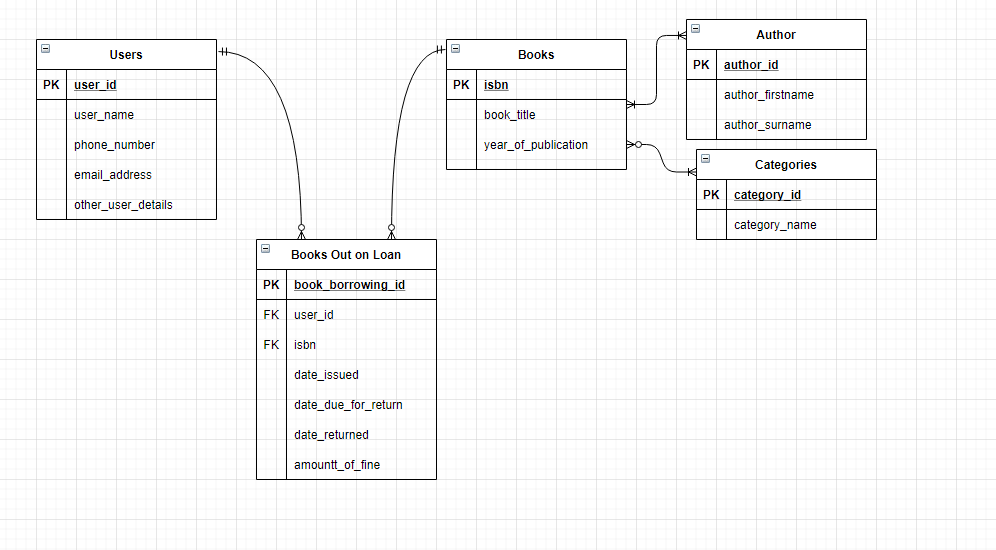 Users
PK user_id
user_name
phone_number
email_address
other_user_details
Books
PK isbn
book_title
year_of_publication
Author
PK author_id
author_firstname
author_surname
Categories
PK category_id
category_name
Books Out on Loan
PK book_borrowing_id
FK user_id
FK isbn
date_issued
date_due_for_return
date_returned
amountt_of_fine